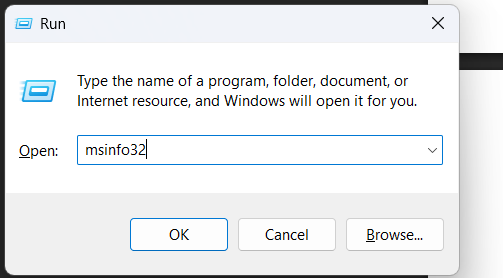 Run
Type the name of a program, folder, document, or
Internet resource, and Windows will open it for you.
Open: msinfo32
OK Cancel Browse...